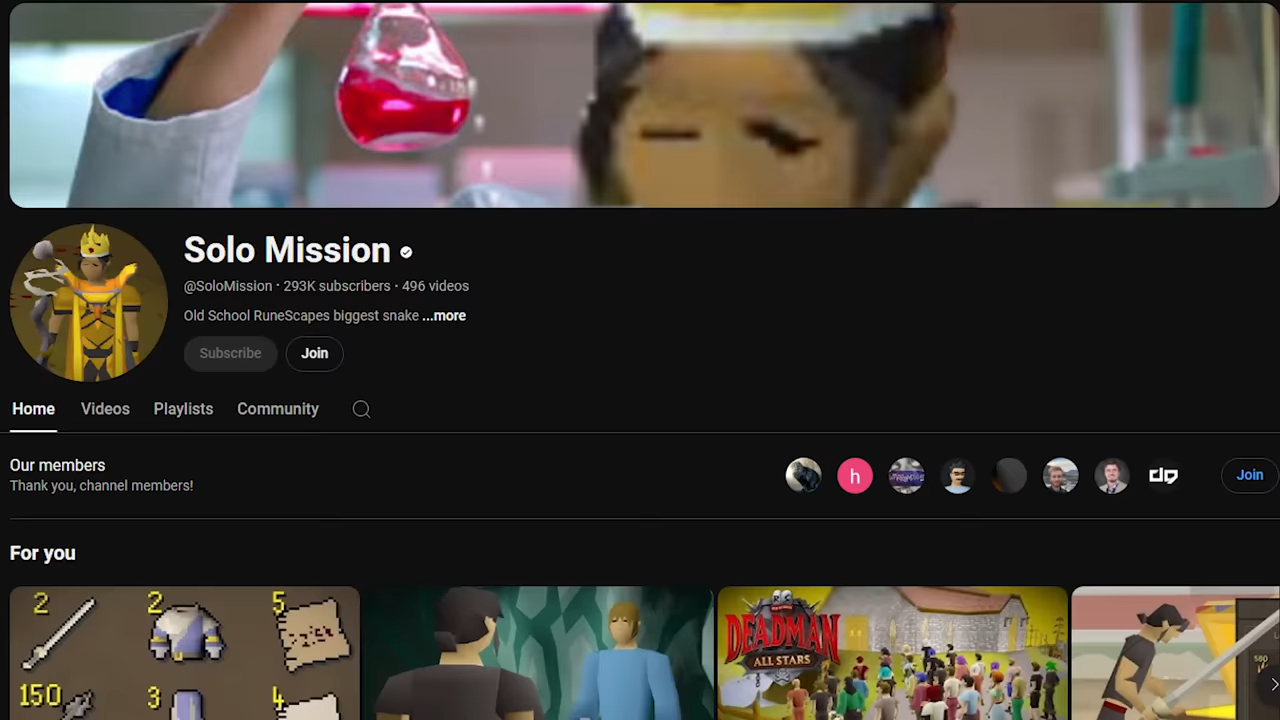 Solo Mission
@SoloMission · 293K subscribers · 496 videos
Old School RuneScapes biggest snake ...more
Subscribe
Join
Home
Videos
Playlists
Community
Our members
Thank you, channel members!
h
Join
For you
2
2
5
150
3
4
DEADMAN
ALL STARS
580